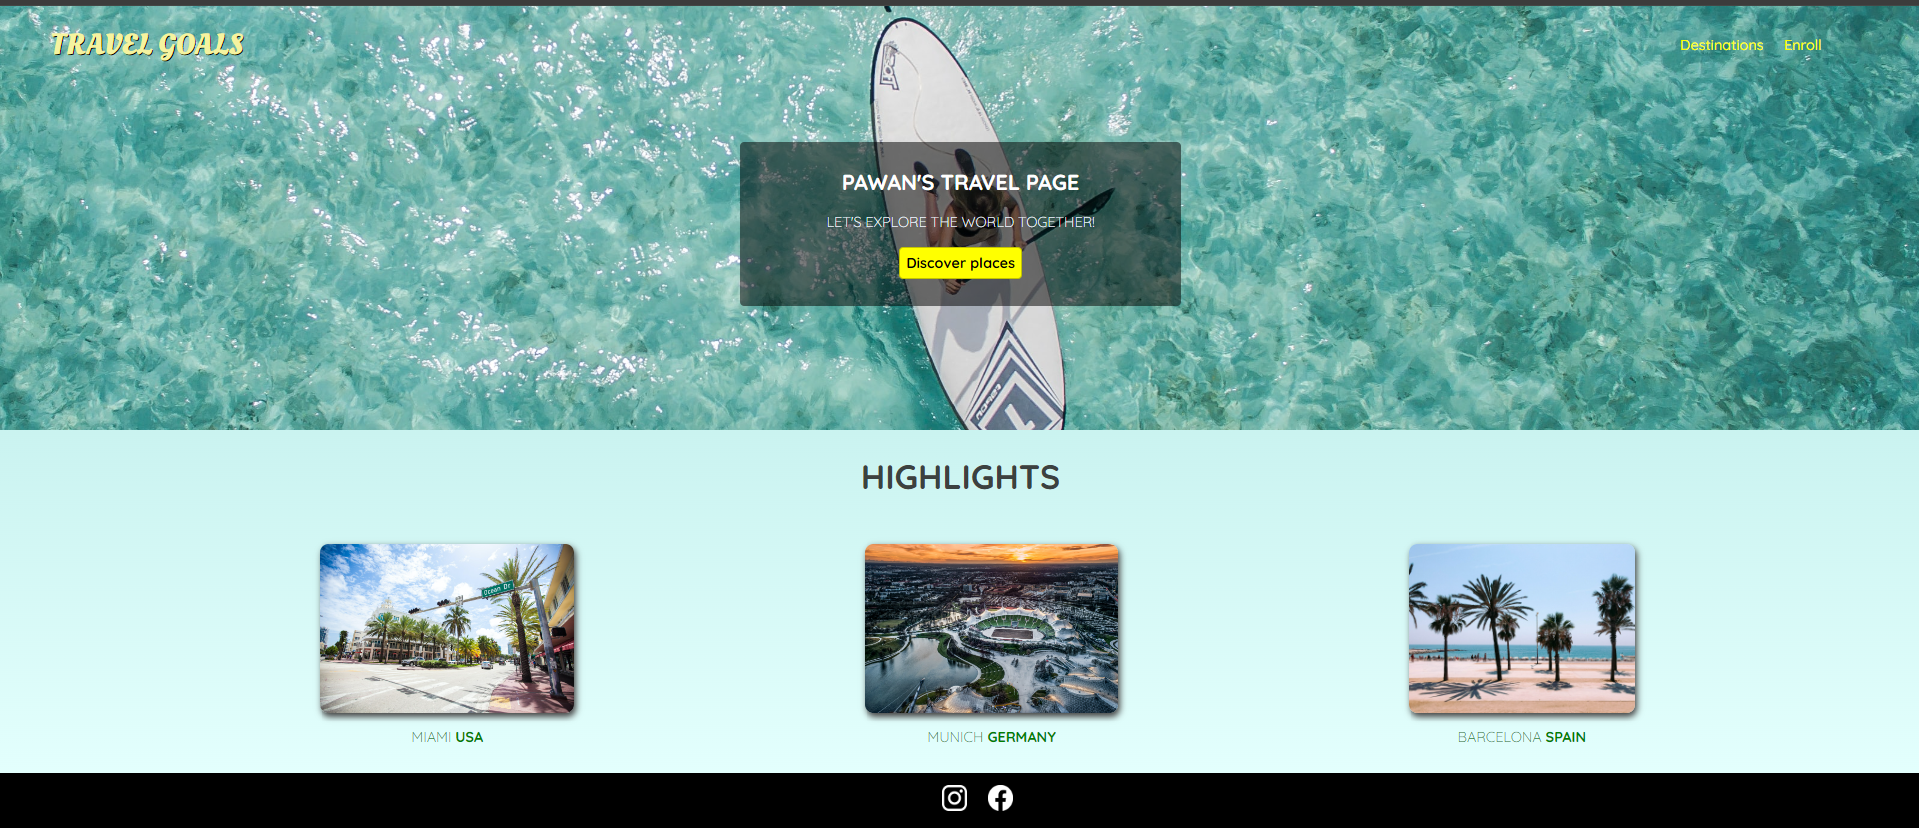 TRAVEL GOALS
Destinations Enroll
PAWAN'S TRAVEL PAGE
LET'S EXPLORE THE WORLD TOGETHER!
Discover places
HIGHLIGHTS
Ocean Dr
MIAMI USA
MUNICH GERMANY
BARCELONA SPAIN